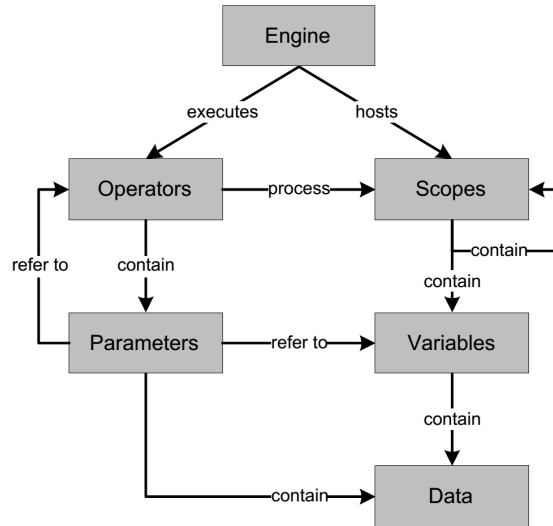 Engine
executes
hosts
Operators
process
Scopes
refer to
contain
contain
contain
Parameters
refer to
Variables
contain
contain
Data